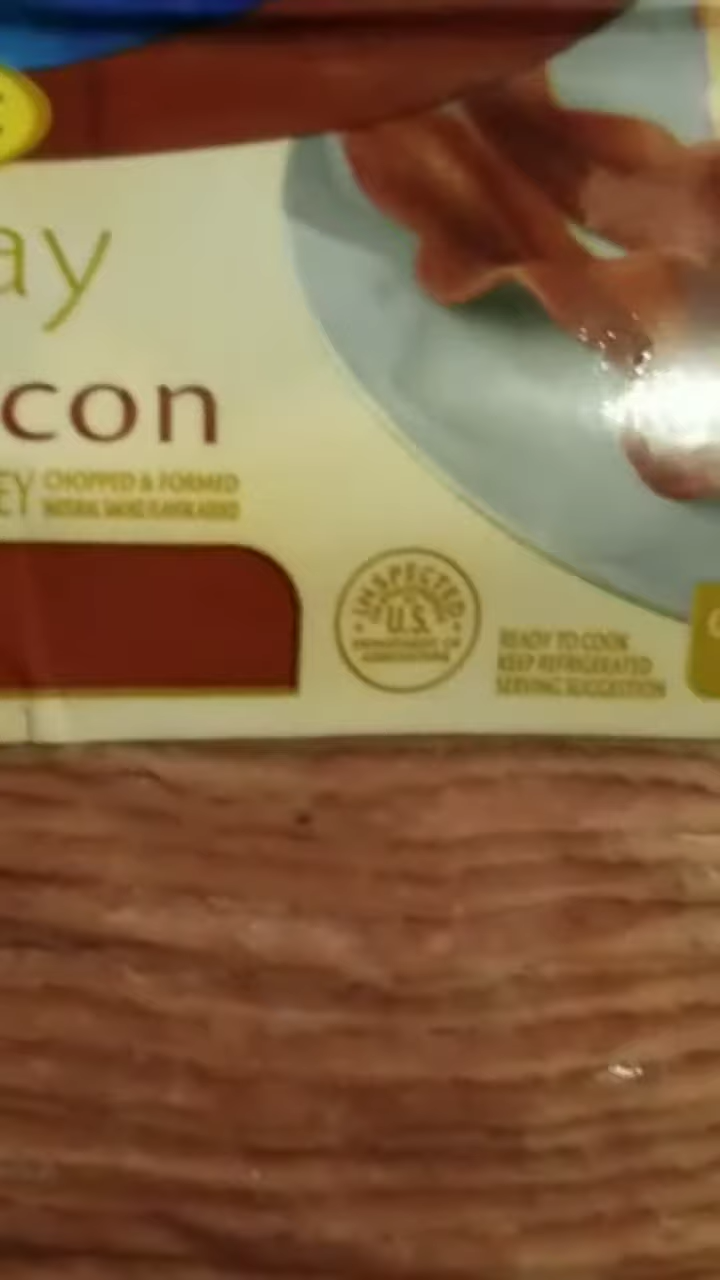 ay
con
EY CHOPPED & FORMED
NATURAL SMOKE FLAVOR ADDED
INSPECTED
U.S.
DEPARTMENT OF
AGRICULTURE
READY TO COOK
KEEP REFRIGERATED
SERVING SUGGESTION